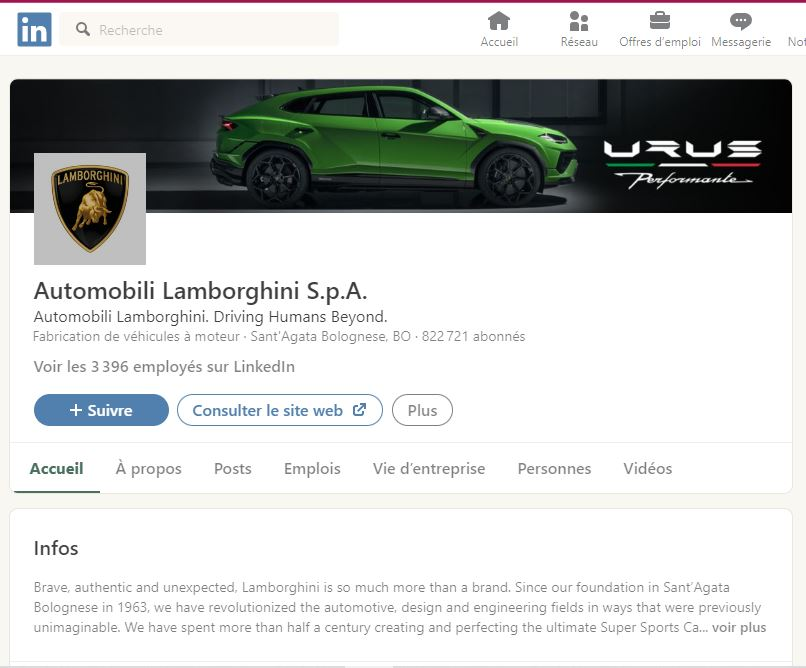 in
Recherche
Accueil
Réseau
Offres d'emploi
Messagerie
Not
URUS
Performante
LAMBORGHINI
Automobili Lamborghini S.p.A.
Automobili Lamborghini. Driving Humans Beyond.
Fabrication de véhicules à moteur · Sant'Agata Bolognese, BO · 822 721 abonnés
Voir les 3 396 employés sur LinkedIn
+ Suivre
Consulter le site web
Plus
Accueil
À propos
Posts
Emplois
Vie d'entreprise
Personnes
Vidéos
Infos
Brave, authentic and unexpected, Lamborghini is so much more than a brand. Since our foundation in Sant'Agata
Bolognese in 1963, we have revolutionized the automotive, design and engineering fields in ways that were previously
unimaginable. We have spent more than half a century creating and perfecting the ultimate Super Sports Ca... voir plus